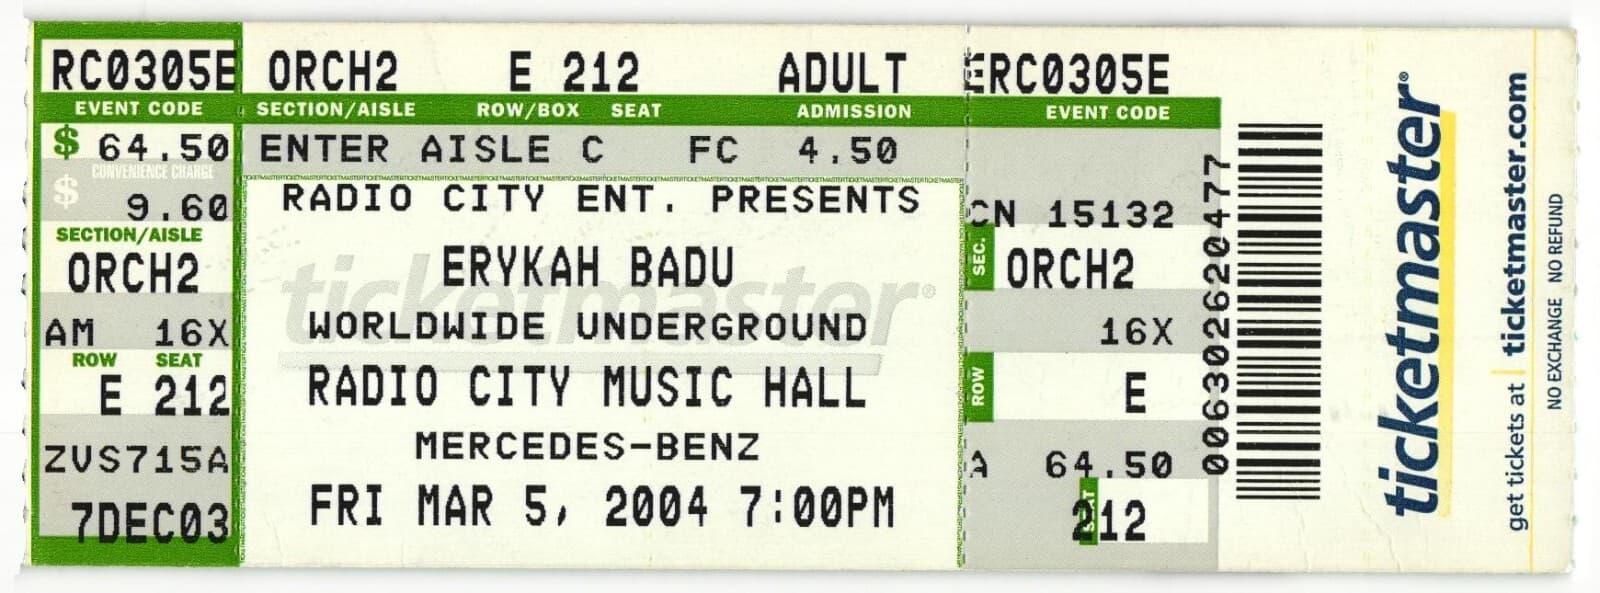 RC0305E
EVENT CODE
$ 64.50
CONVENIENCE CHARGE
$ 9.60
SECTION/AISLE
ORCH2
AM 16X
ROW SEAT
E 212
ZVS715A
7DEC03
ORCH2 E 212 ADULT
SECTION/AISLE ROW/BOX SEAT ADMISSION
ENTER AISLE C FC 4.50
RADIO CITY ENT. PRESENTS
ERYKAH BADU
WORLDWIDE UNDERGROUND
RADIO CITY MUSIC HALL
MERCEDES-BENZ
FRI MAR 5, 2004 7:00PM
ticketmaster®
ERC0305E
EVENT CODE
CN 15132
SEC. ORCH2
16X
ROW E
A 64.50
SEAT 212
006302620477
ticketmaster®
get tickets at | ticketmaster.com
NO EXCHANGE NO REFUND